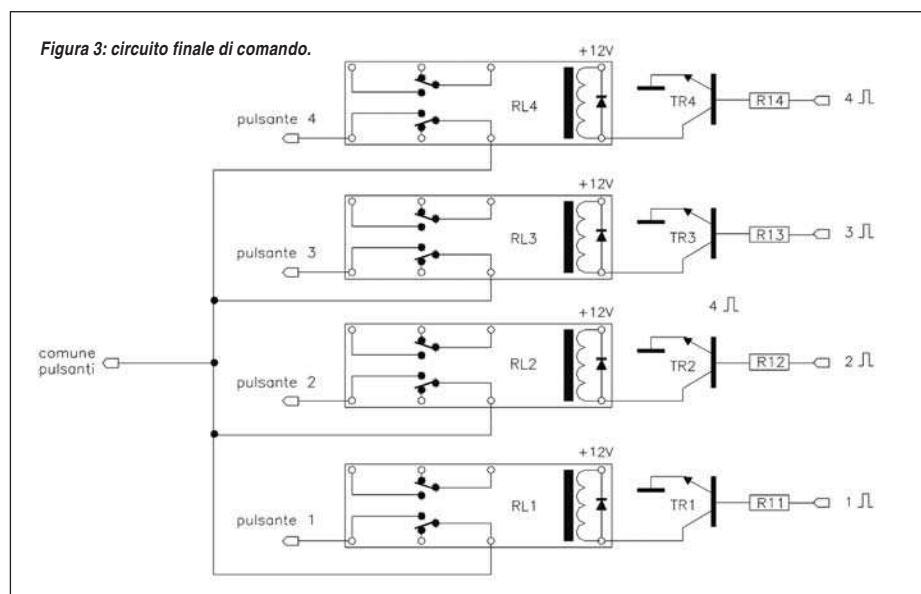 Figura 3: circuito finale di comando.
+12V
RL4
TR4
R14
4
pulsante 4
+12V
RL3
TR3
R13
3
pulsante 3
4
+12V
RL2
TR2
R12
2
comune
pulsanti
pulsante 2
+12V
RL1
TR1
R11
1
pulsante 1